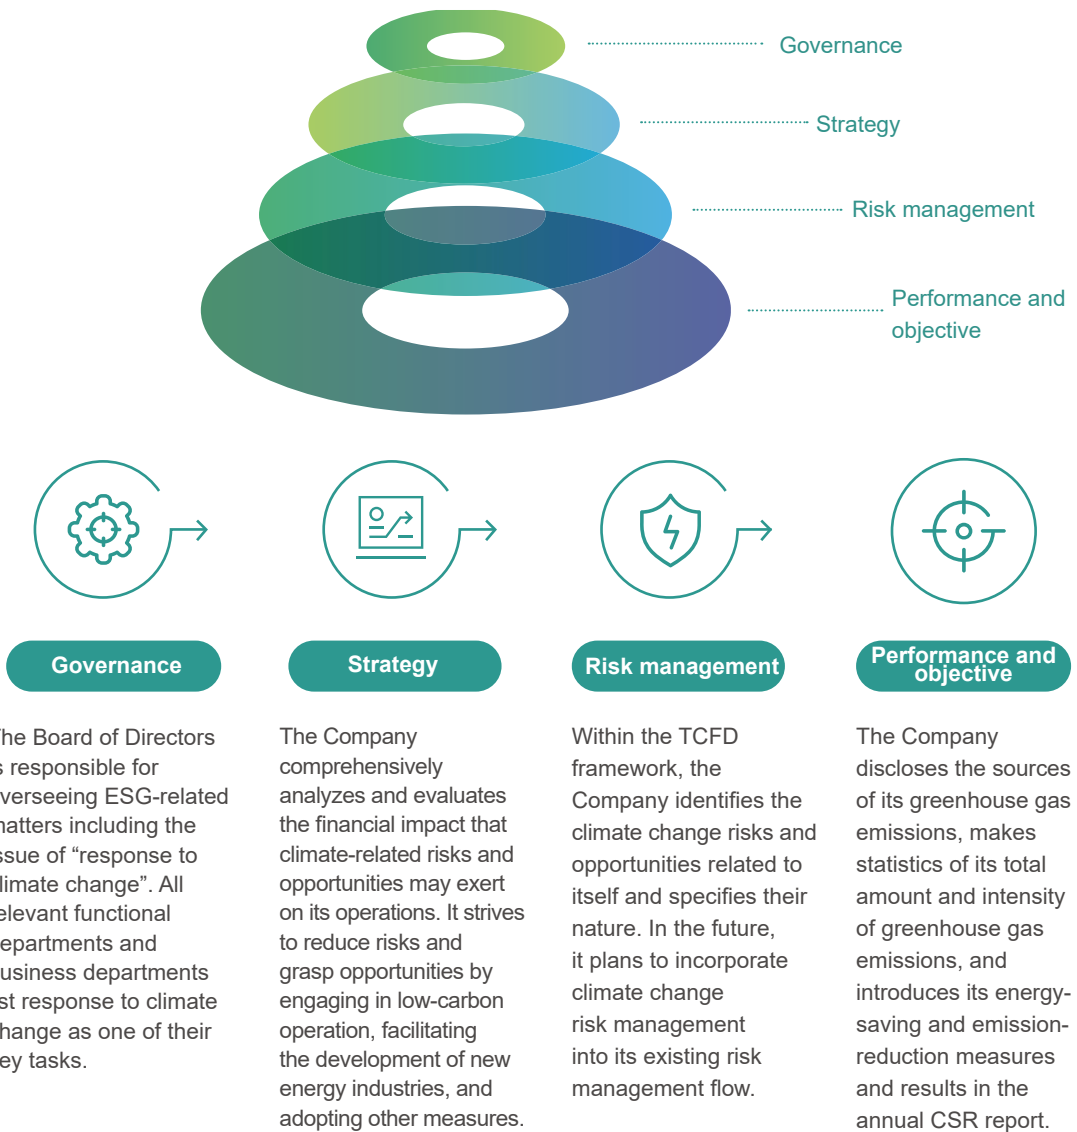 Governance
Strategy
Risk management
Performance and
objective
Governance
he Board of Directors
s responsible for
verseeing ESG-related
matters including the
ssue of “response to
limate change”. All
relevant functional
epartments and
usiness departments
st response to climate
hange as one of their
ey tasks.
Strategy
The Company
comprehensively
analyzes and evaluates
the financial impact that
climate-related risks and
opportunities may exert
on its operations. It strives
to reduce risks and
grasp opportunities by
engaging in low-carbon
operation, facilitating
the development of new
energy industries, and
adopting other measures.
Risk management
Within the TCFD
framework, the
Company identifies the
climate change risks and
opportunities related to
itself and specifies their
nature. In the future,
it plans to incorporate
climate change
risk management
into its existing risk
management flow.
Performance and
objective
The Company
discloses the sources
of its greenhouse gas
emissions, makes
statistics of its total
amount and intensity
of greenhouse gas
emissions, and
introduces its energy-
saving and emission-
reduction measures
and results in the
annual CSR report.